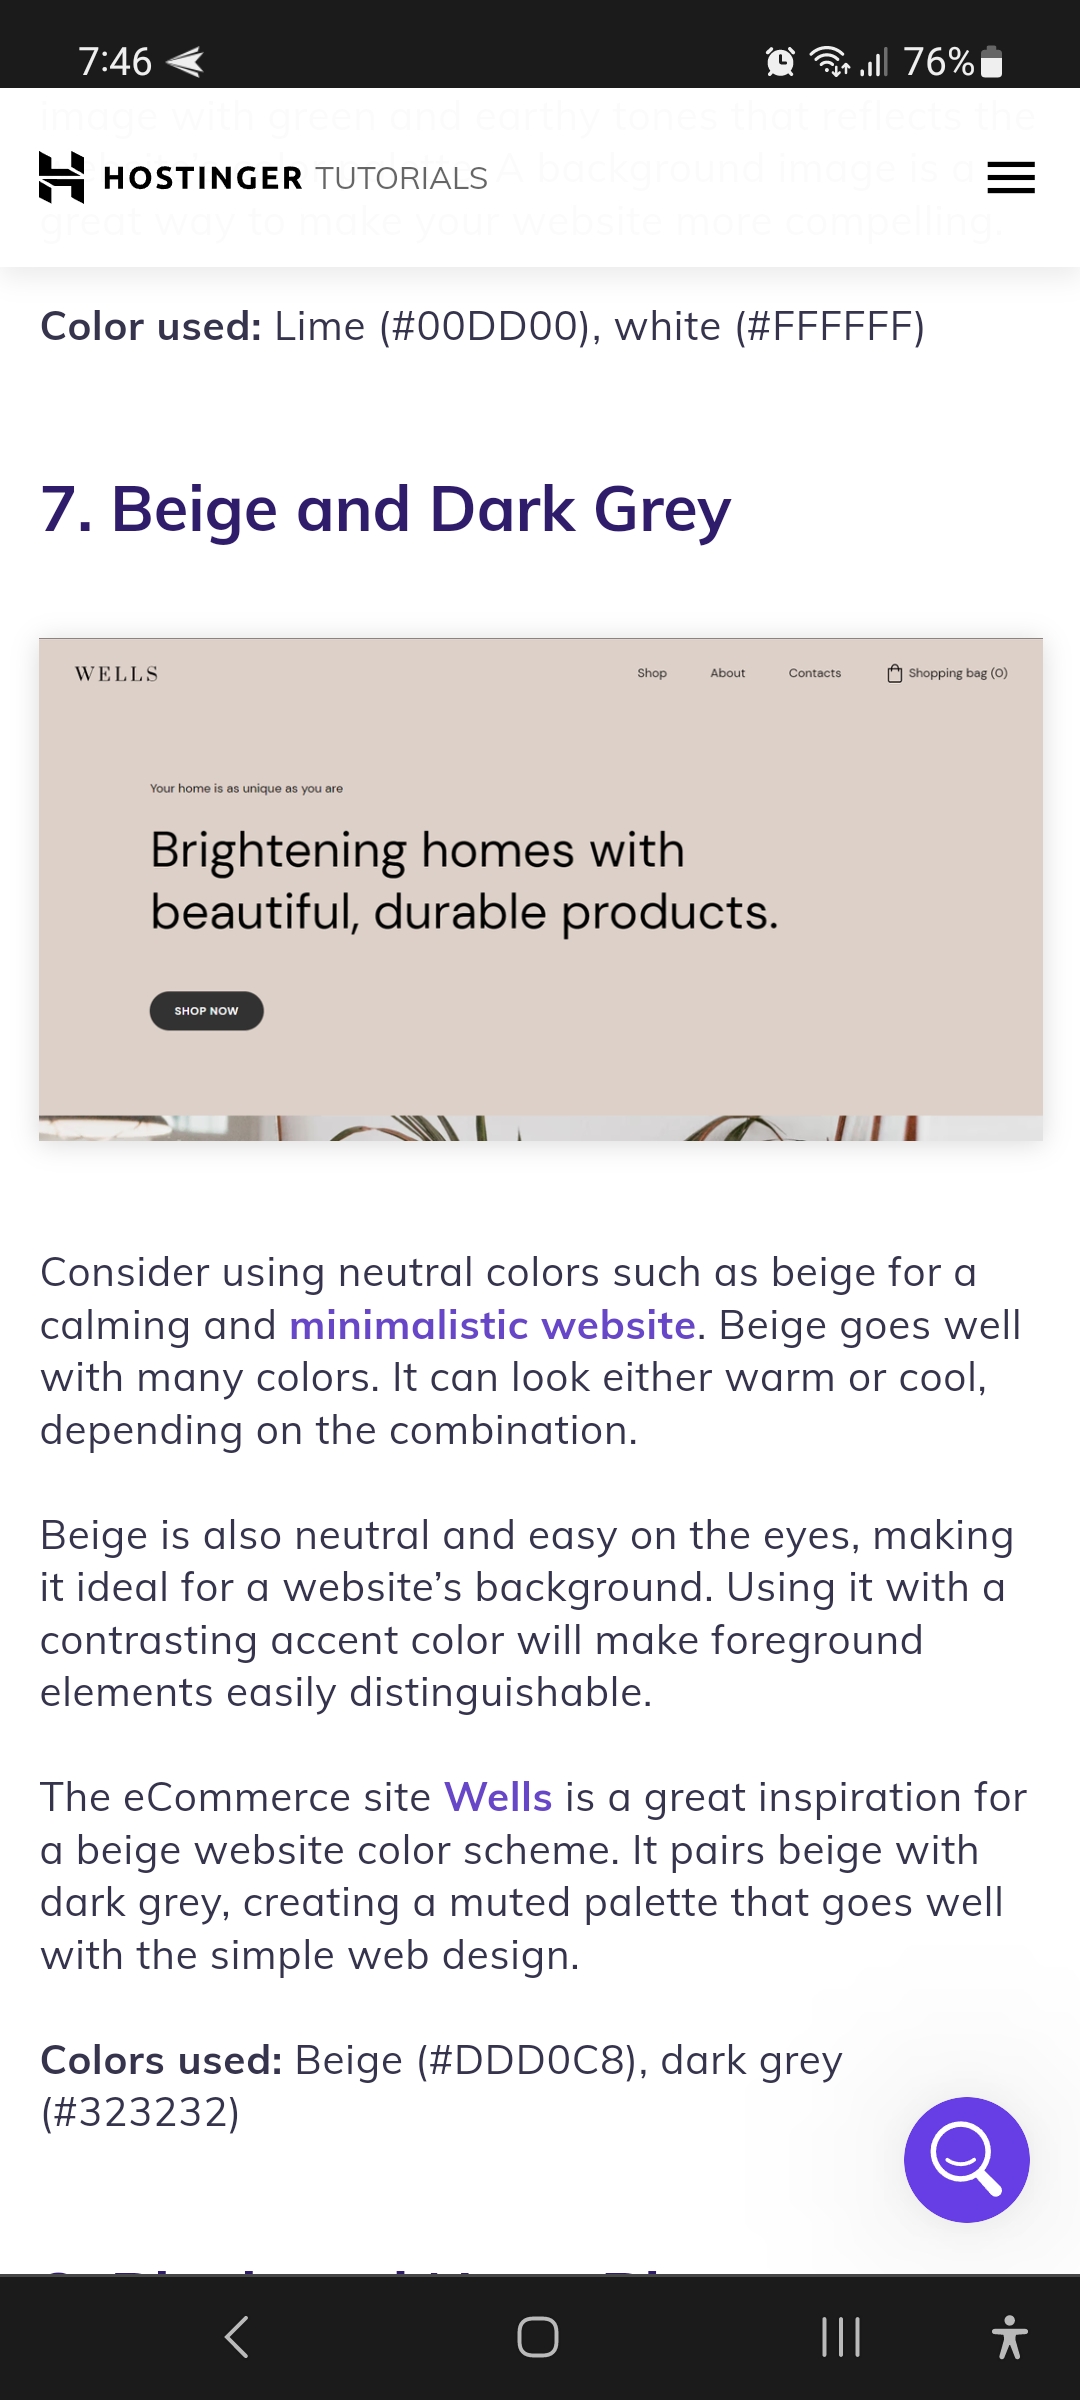 7:46
76%
image with green and earthy tones that reflects the
HOSTINGER TUTORIALS
A background image is a
great way to make your website more compelling.
Color used: Lime (#00DD00), white (#FFFFFF)
7. Beige and Dark Grey
WELLS
Shop About Contacts Shopping bag (0)
Your home is as unique as you are
Brightening homes with
beautiful, durable products.
SHOP NOW
Consider using neutral colors such as beige for a
calming and minimalistic website. Beige goes well
with many colors. It can look either warm or cool,
depending on the combination.
Beige is also neutral and easy on the eyes, making
it ideal for a website’s background. Using it with a
contrasting accent color will make foreground
elements easily distinguishable.
The eCommerce site Wells is a great inspiration for
a beige website color scheme. It pairs beige with
dark grey, creating a muted palette that goes well
with the simple web design.
Colors used: Beige (#DDD0C8), dark grey
(#323232)